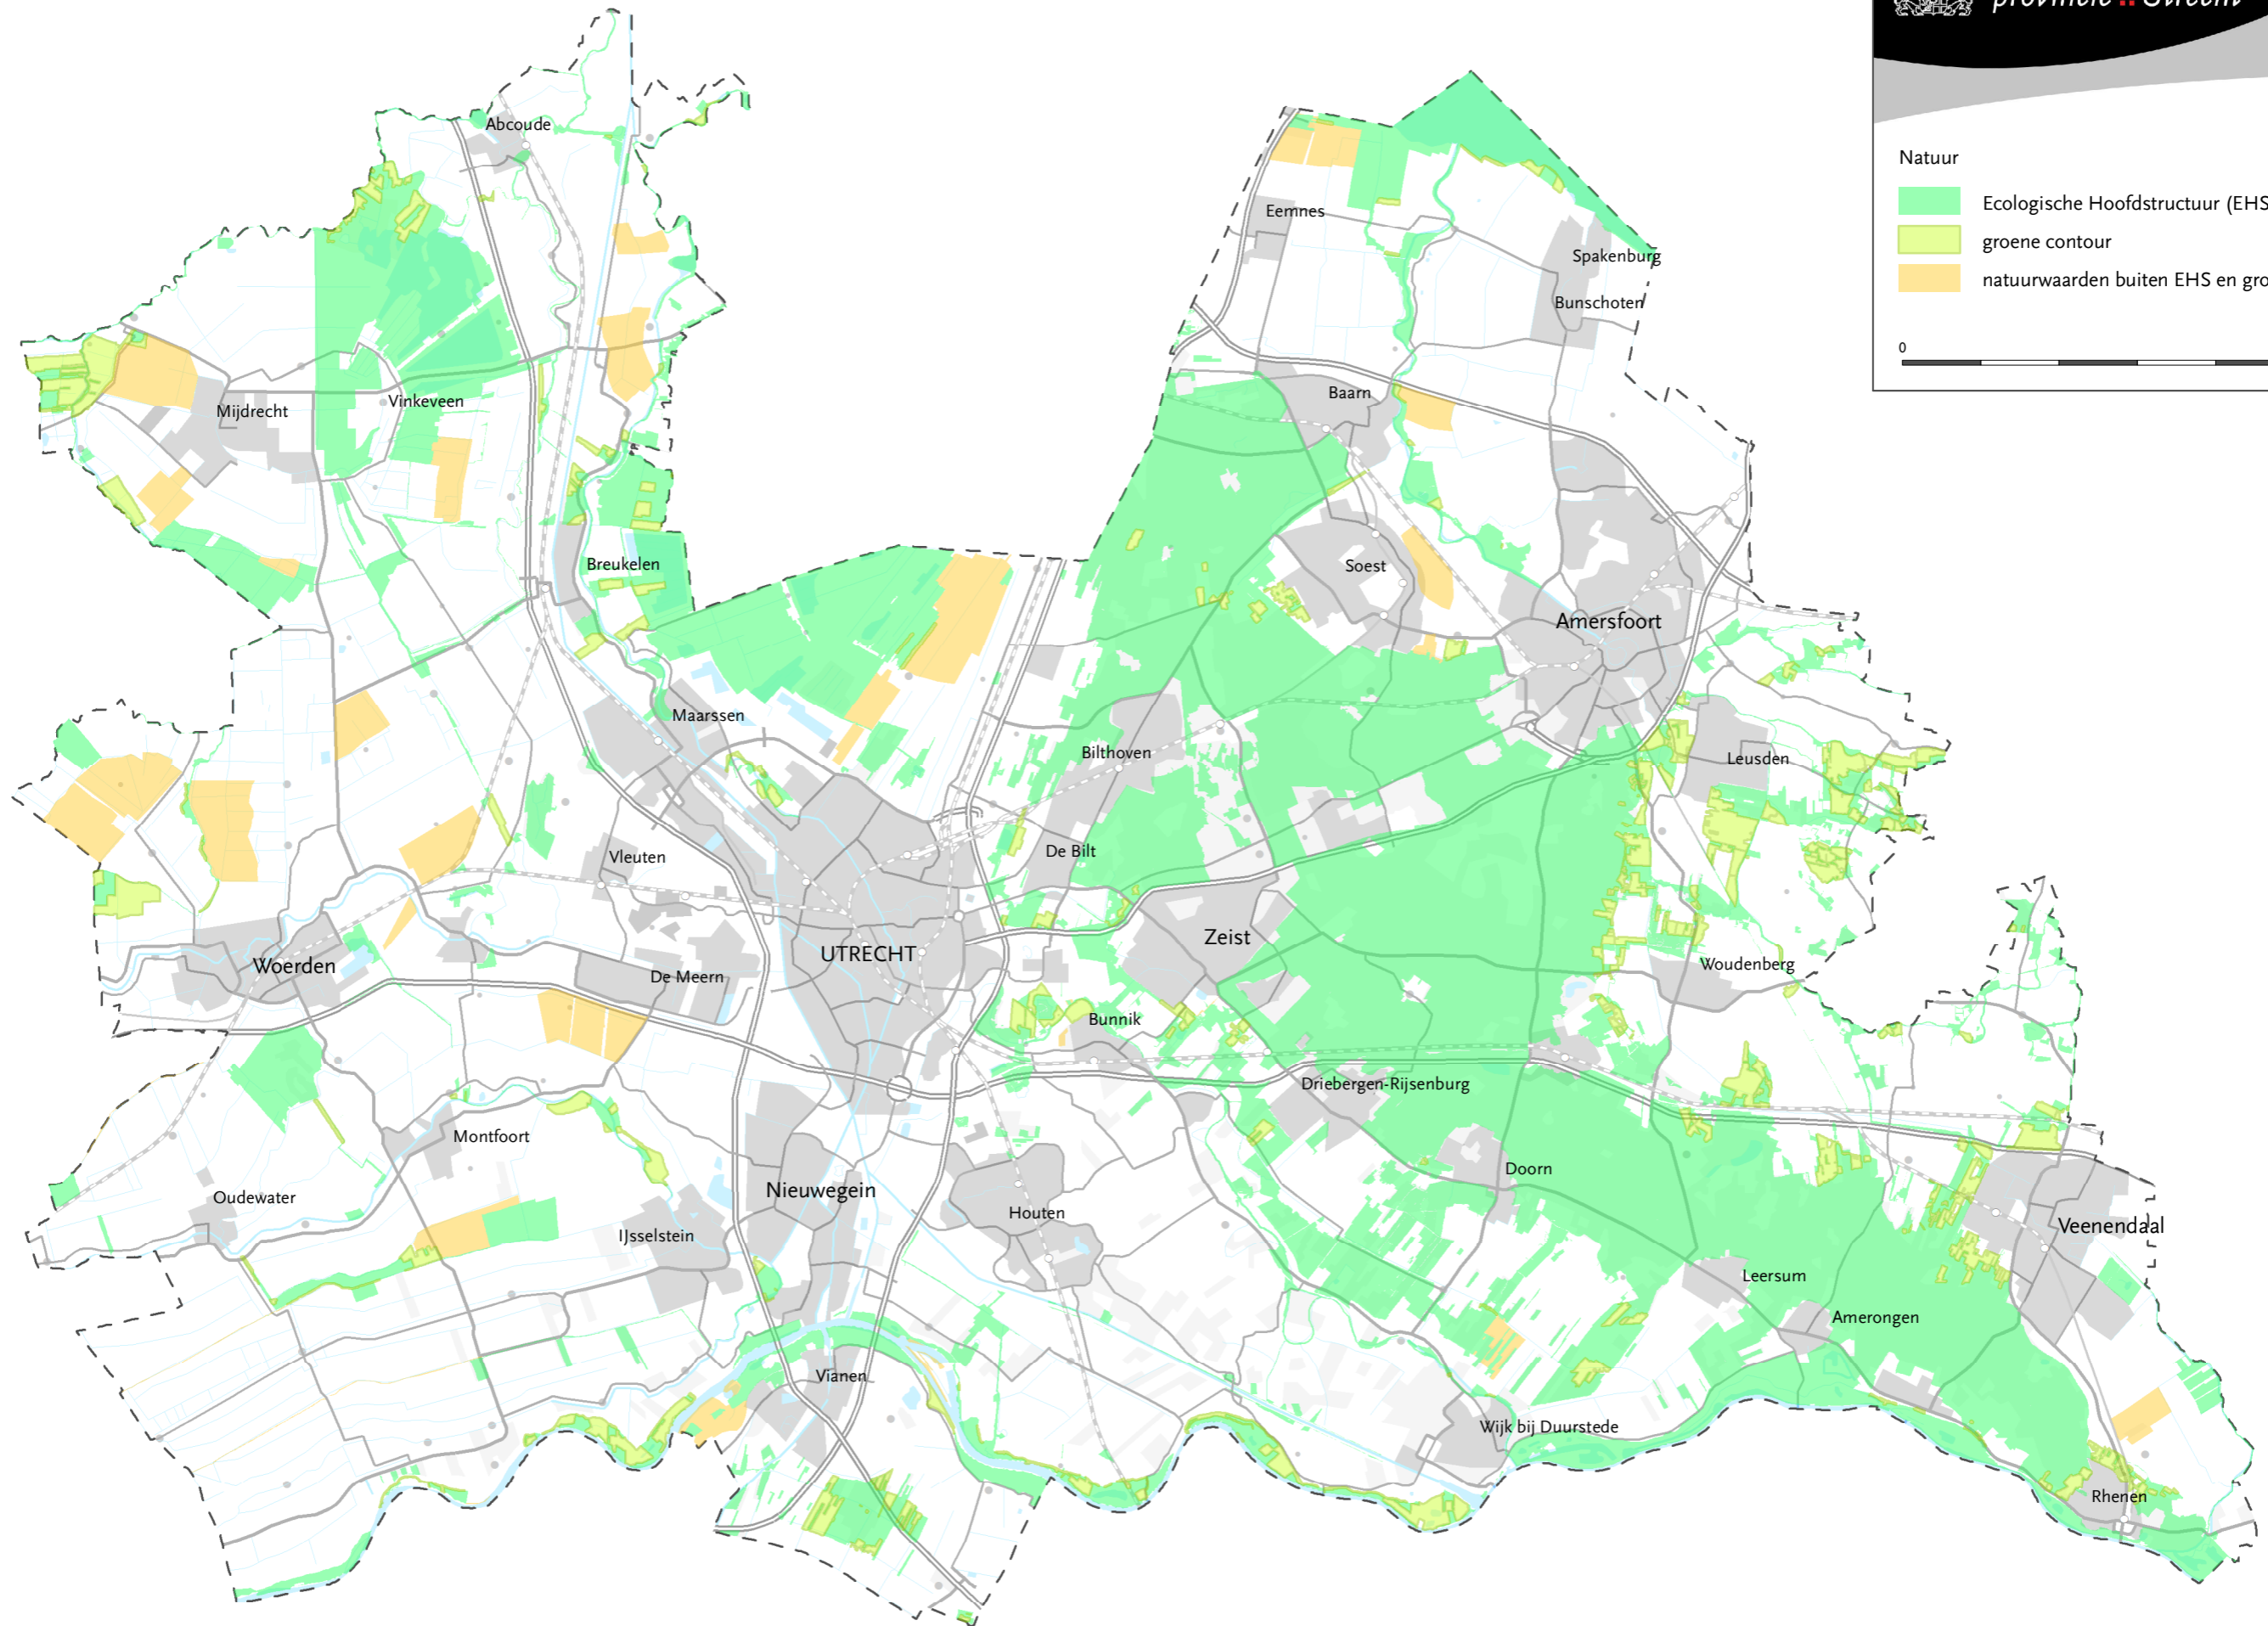 Natuur
Ecologische Hoofdstructuur (EHS
groene contour
natuurwaarden buiten EHS en gro
0
Abcoude
Eemnes
Spakenburg
Bunschoten
Baarn
Mijdrecht
Vinkeveen
Breukelen
Soest
Amersfoort
Maarssen
Bilthoven
Leusden
Vleuten
De Bilt
UTRECHT
Zeist
Woerden
De Meern
Woudenberg
Bunnik
Driebergen-Rijsenburg
Montfoort
Doorn
Oudewater
Nieuwegein
Houten
IJsselstein
Veenendaal
Leersum
Amerongen
Vianen
Wijk bij Duurstede
Rhenen